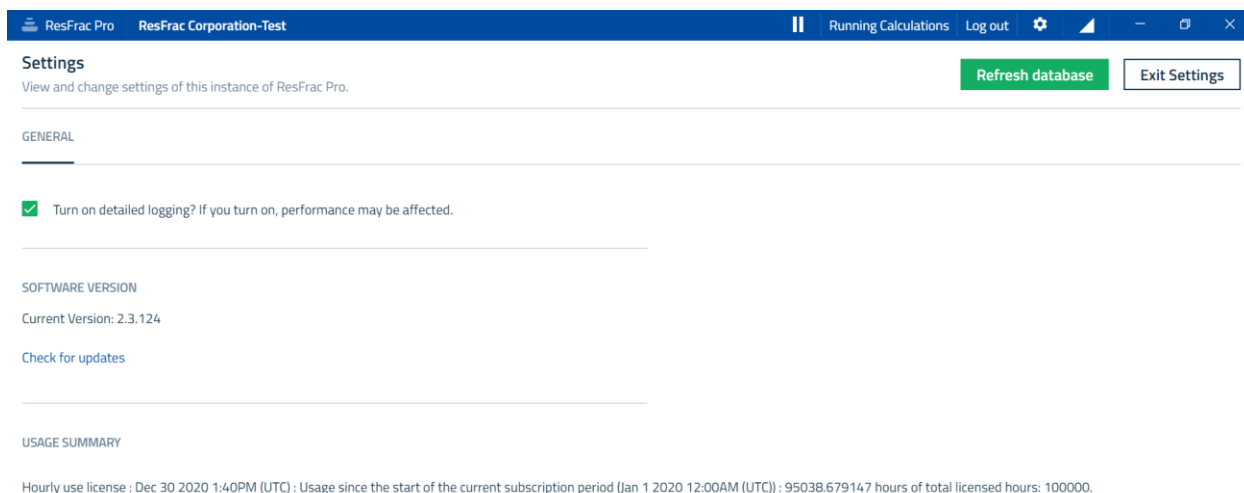 ResFrac Pro ResFrac Corporation-Test Running Calculations Log out
Settings
View and change settings of this instance of ResFrac Pro.
Refresh database Exit Settings
GENERAL
Turn on detailed logging? If you turn on, performance may be affected.
SOFTWARE VERSION
Current Version: 2.3.124
Check for updates
USAGE SUMMARY
Hourly use license : Dec 30 2020 1:40PM (UTC) : Usage since the start of the current subscription period (Jan 1 2020 12:00AM (UTC)) : 95038.679147 hours of total licensed hours: 100000.